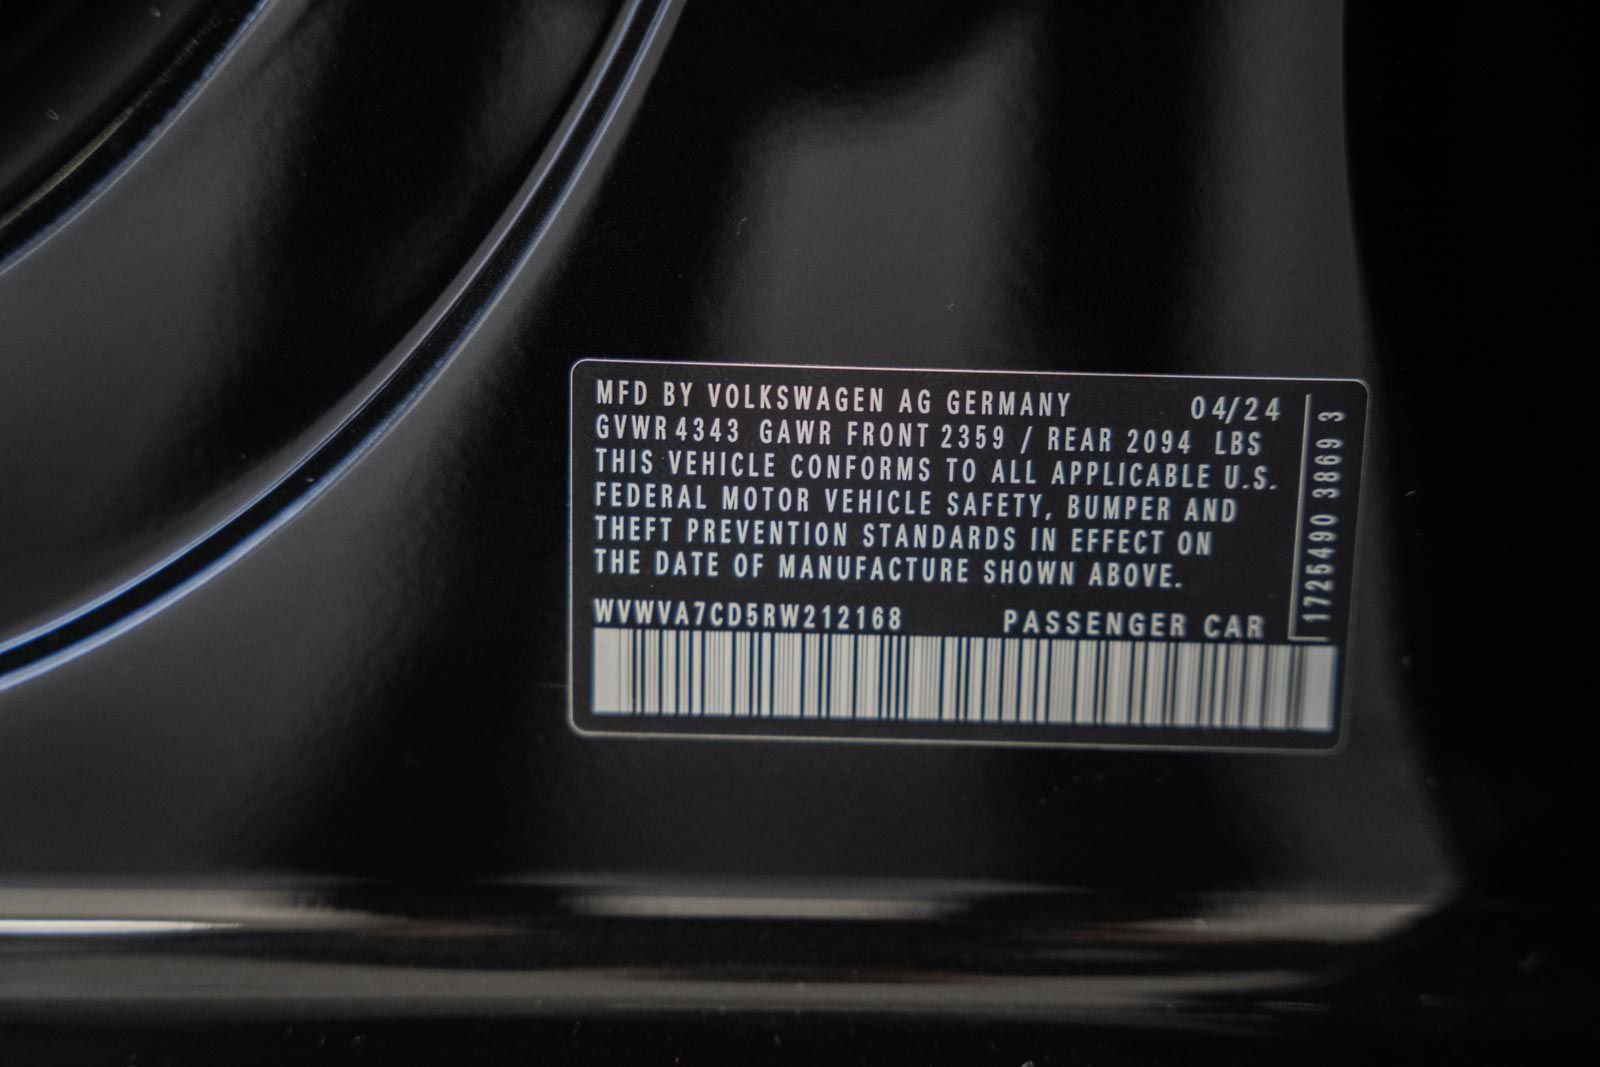 MFD BY VOLKSWAGEN AG GERMANY 04/24
GVWR 4343 GAWR FRONT 2359 / REAR 2094 LBS
THIS VEHICLE CONFORMS TO ALL APPLICABLE U.S.
FEDERAL MOTOR VEHICLE SAFETY, BUMPER AND
THEFT PREVENTION STANDARDS IN EFFECT ON
THE DATE OF MANUFACTURE SHOWN ABOVE.
WVWVA7CD5RW212168 PASSENGER CAR
1725490 3869 3